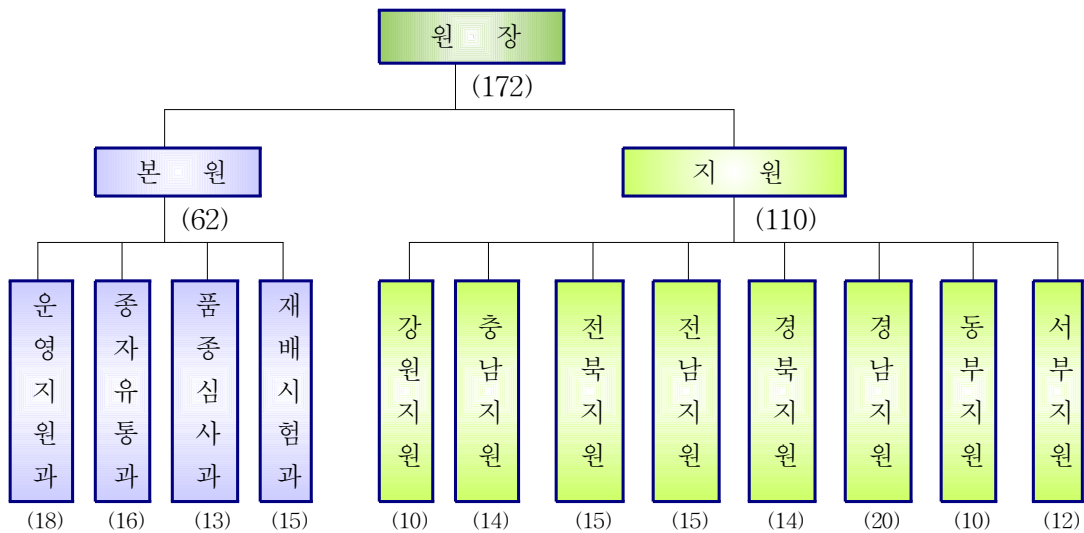 원 장
(172)
본 원
지 원
(62)
(110)
운영지원과
종자유통과
품종심사과
재배시험과
강원지원
충남지원
전북지원
전남지원
경북지원
경남지원
동부지원
서부지원
(18)
(16)
(13)
(15)
(10)
(14)
(15)
(15)
(14)
(20)
(10)
(12)